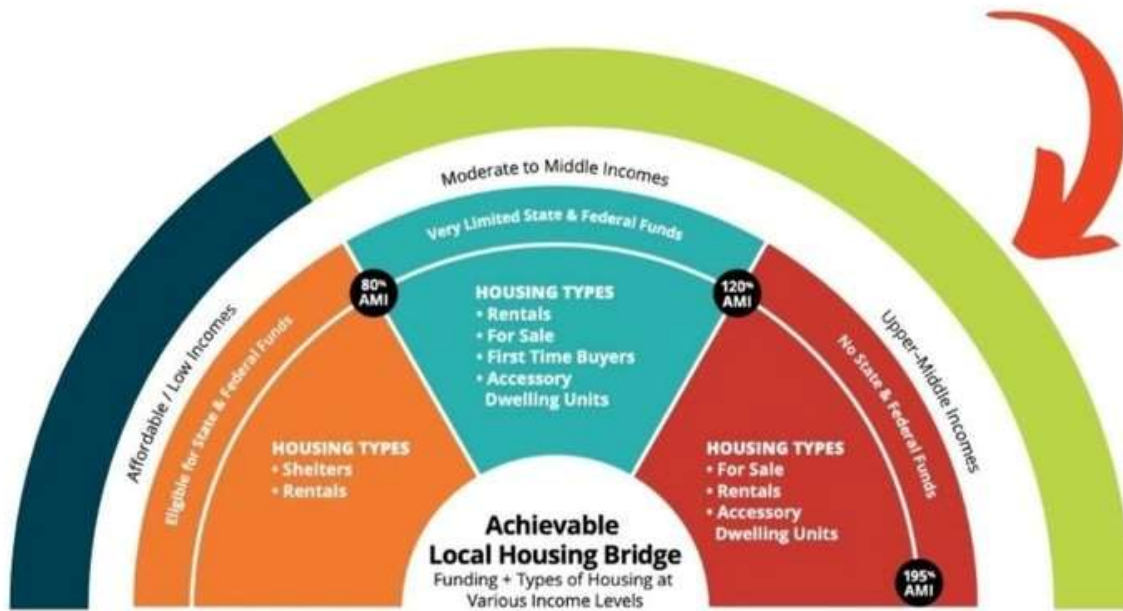 Moderate to Middle Incomes
Very Limited State & Federal Funds
80% AMI
120% AMI
HOUSING TYPES
• Rentals
• For Sale
• First Time Buyers
• Accessory
Dwelling Units
Affordable / Low Incomes
Eligible for State & Federal Funds
HOUSING TYPES
• Shelters
• Rentals
Upper-Middle Incomes
No State & Federal Funds
HOUSING TYPES
• For Sale
• Rentals
• Accessory
Dwelling Units
195% AMI
Achievable
Local Housing Bridge
Funding + Types of Housing at
Various Income Levels